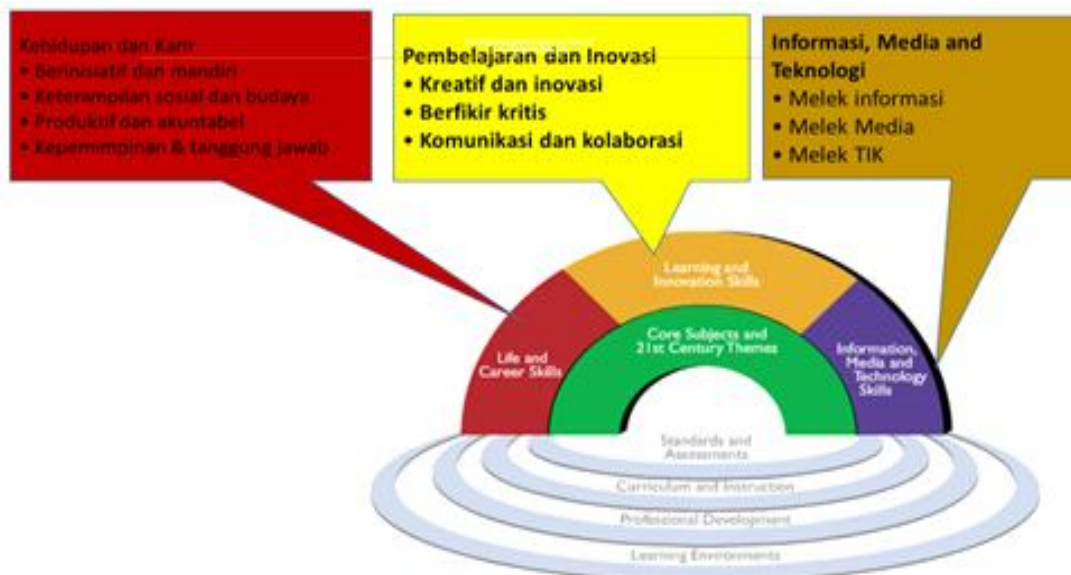 Kehidupan dan Karir
• Berinisiatif dan mandiri
• Keterampilan sosial dan budaya
• Produktif dan akuntabel
• Kepemimpinan & tanggung jawab
Pembelajaran dan Inovasi
• Kreatif dan inovasi
• Berfikir kritis
• Komunikasi dan kolaborasi
Informasi, Media and
Teknologi
• Melek informasi
• Melek Media
• Melek TIK
Learning and
Innovation Skills
Core Subjects and
21st Century Themes
Life and
Career Skills
Information,
Media and
Technology
Skills
Standards and
Assessments
Curriculum and Instruction
Professional Development
Learning Environments